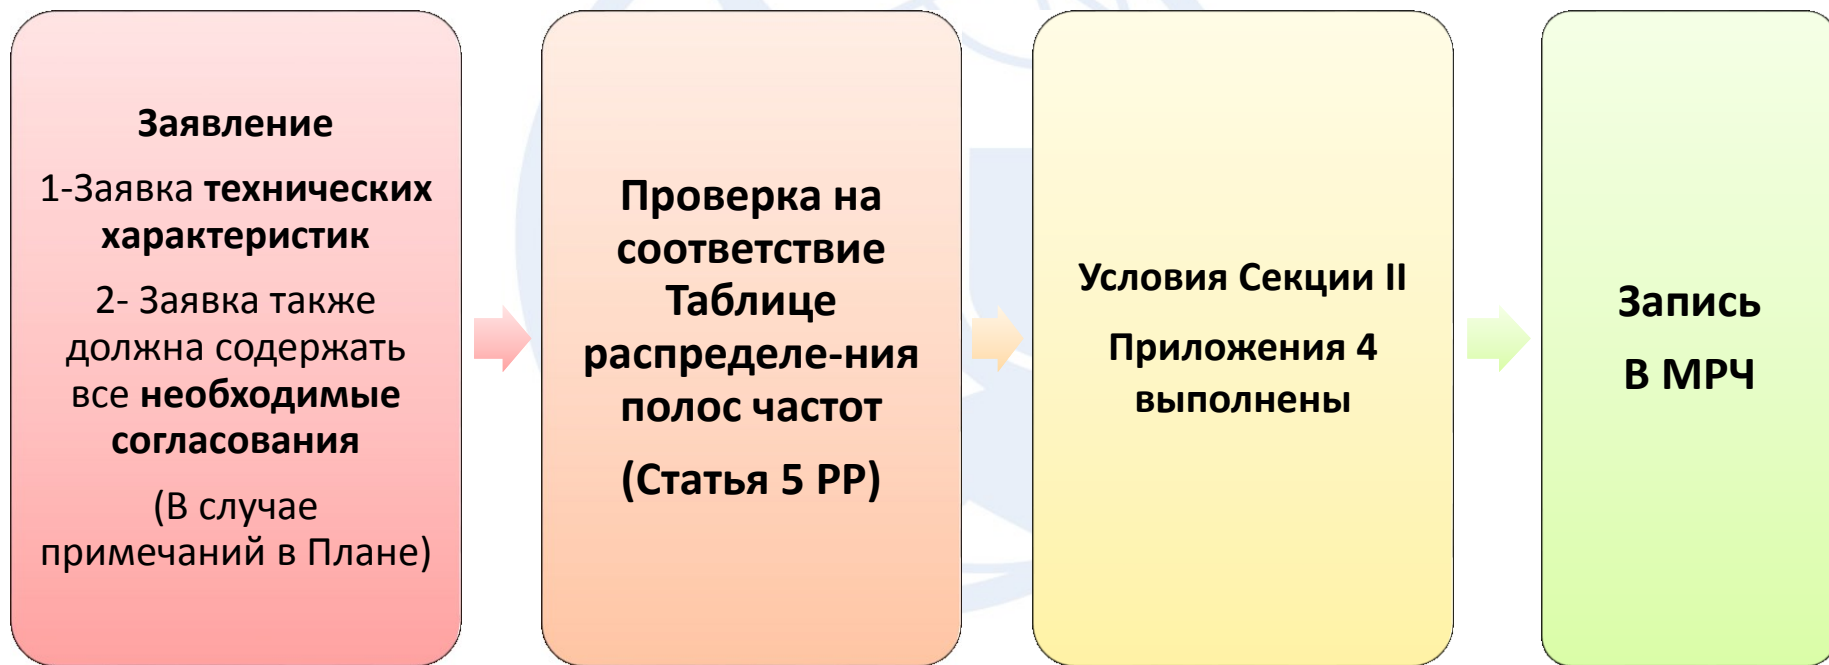 Заявление
1-Заявка технических
характеристик
2- Заявка также
должна содержать
все необходимые
согласования
(В случае
примечаний в Плане)
Проверка на
соответствие
Таблице
распределе-ния
полос частот
(Статья 5 РР)
Условия Секции II
Приложения 4
выполнены
Запись
В МРЧ